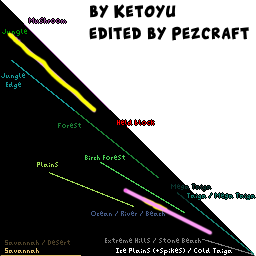 BY KETOYU
EDITED BY PEZCRAFT
Mushroom
Jungle
Jungle
Edge
Forest
Acid block
Birch Forest
Plains
Mega Taiga
Taiga / Mega Taiga
Ocean / River / Beach
Savannah / Desert
Extreme Hills / Stone Beach
Savannah
Ice Plains (+Spikes) / Cold Taiga